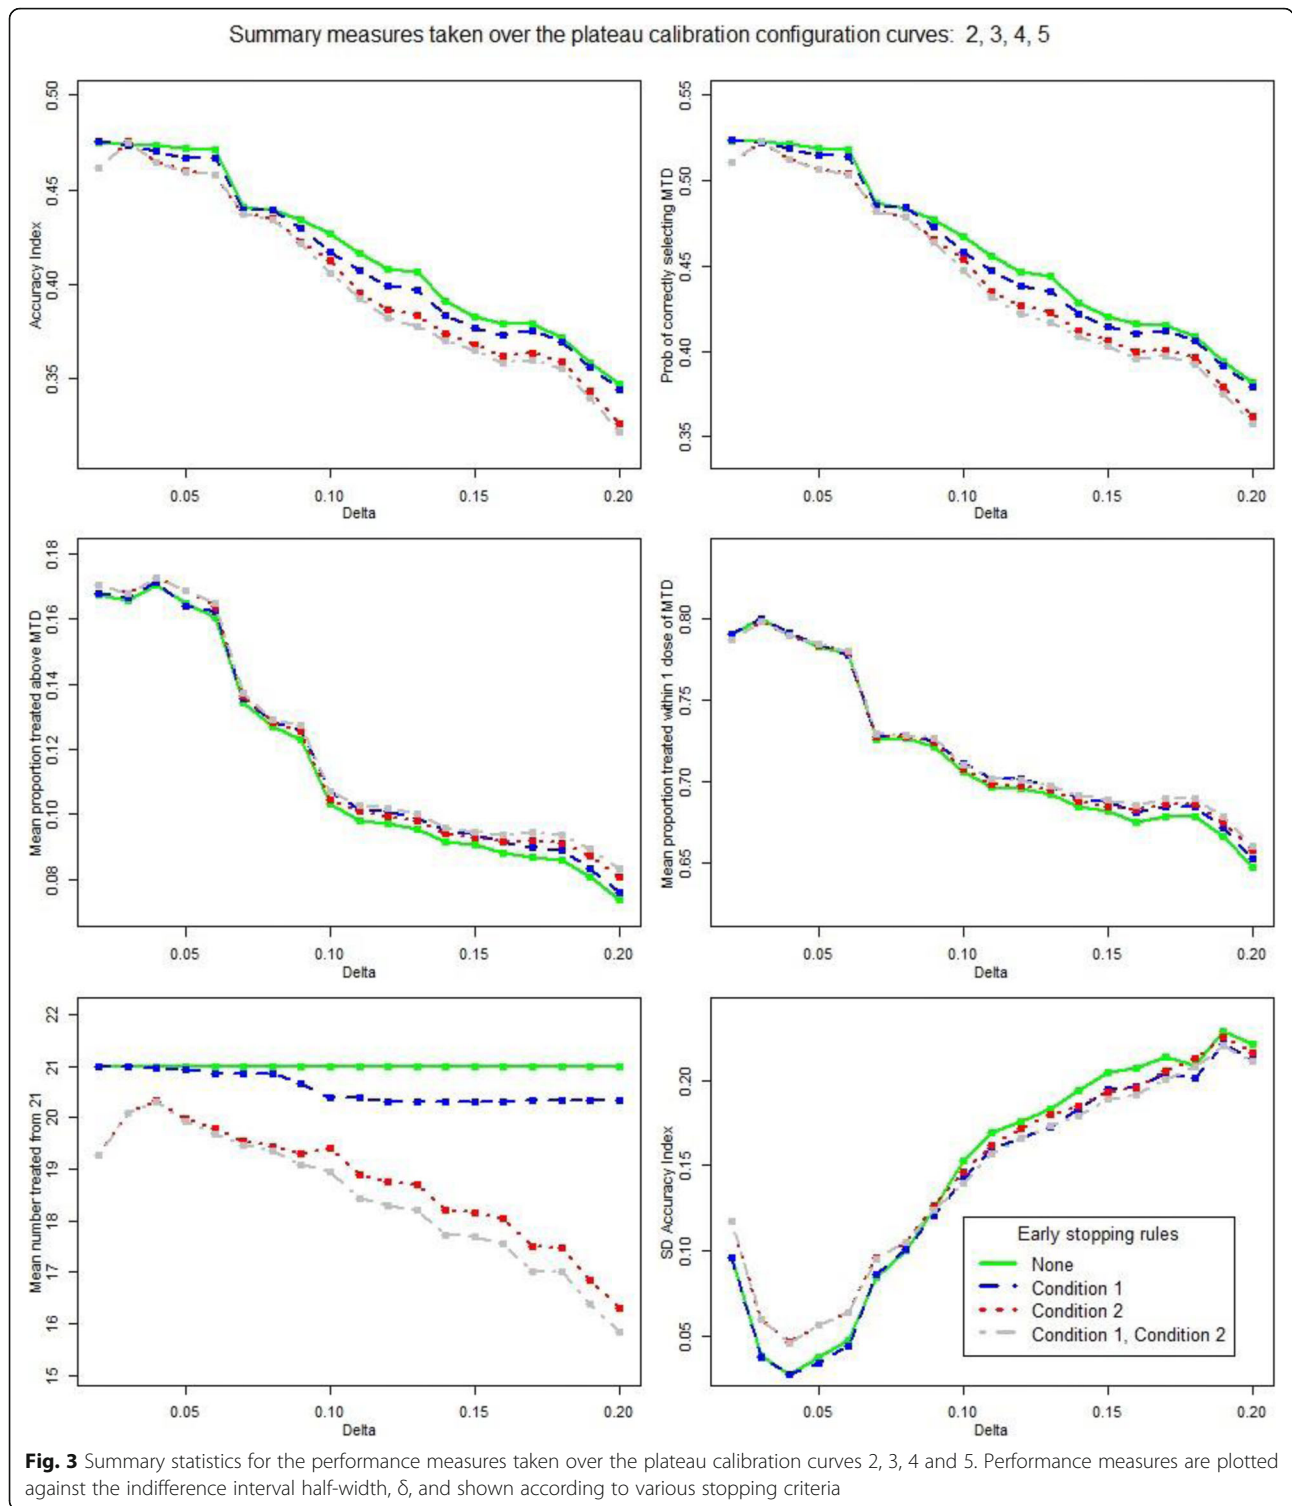 Summary measures taken over the plateau calibration configuration curves: 2, 3, 4, 5
Accuracy Index
0.50
0.45
0.40
0.35
0.05 0.10 0.15 0.20
Delta
Prob of correctly selecting MTD
0.55
0.50
0.45
0.40
0.35
0.05 0.10 0.15 0.20
Delta
Mean proportion treated above MTD
0.18
0.16
0.14
0.12
0.10
0.08
0.05 0.10 0.15 0.20
Delta
Mean proportion treated within 1 dose of MTD
0.80
0.75
0.70
0.65
0.05 0.10 0.15 0.20
Delta
Mean number treated from 21
22
21
20
19
18
17
16
15
0.05 0.10 0.15 0.20
Delta
SD Accuracy Index
0.20
0.15
0.10
0.05
Early stopping rules
None
Condition 1
Condition 2
Condition 1, Condition 2
0.05 0.10 0.15 0.20
Delta
Fig. 3 Summary statistics for the performance measures taken over the plateau calibration curves 2, 3, 4 and 5. Performance measures are plotted
against the indifference interval half-width, δ, and shown according to various stopping criteria